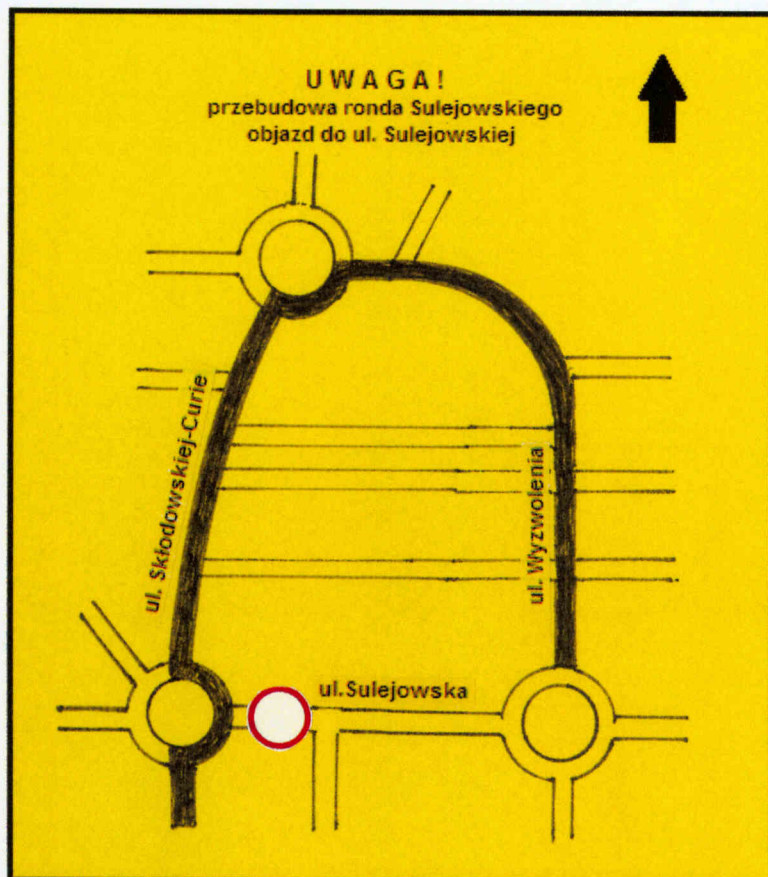 UWAGA!
przebudowa ronda Sulejowskiego
objazd do ul. Sulejowskiej
ul. Skłodowskiej-Curie
ul. Wyzwolenia
ul.Sulejowska